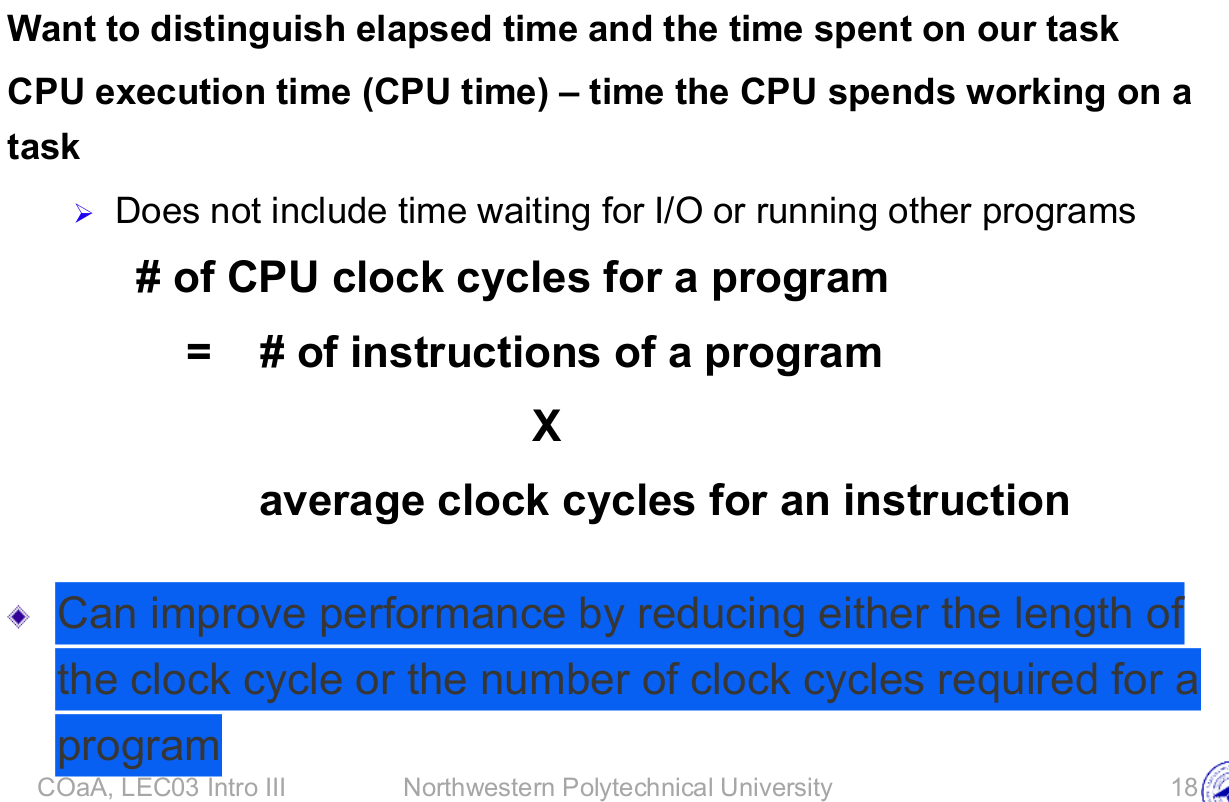 Want to distinguish elapsed time and the time spent on our task
CPU execution time (CPU time) – time the CPU spends working on a
task
Does not include time waiting for I/O or running other programs
# of CPU clock cycles for a program
= # of instructions of a program
X
average clock cycles for an instruction
Can improve performance by reducing either the length of
the clock cycle or the number of clock cycles required for a
program
COaA, LEC03 Intro III Northwestern Polytechnical University 18